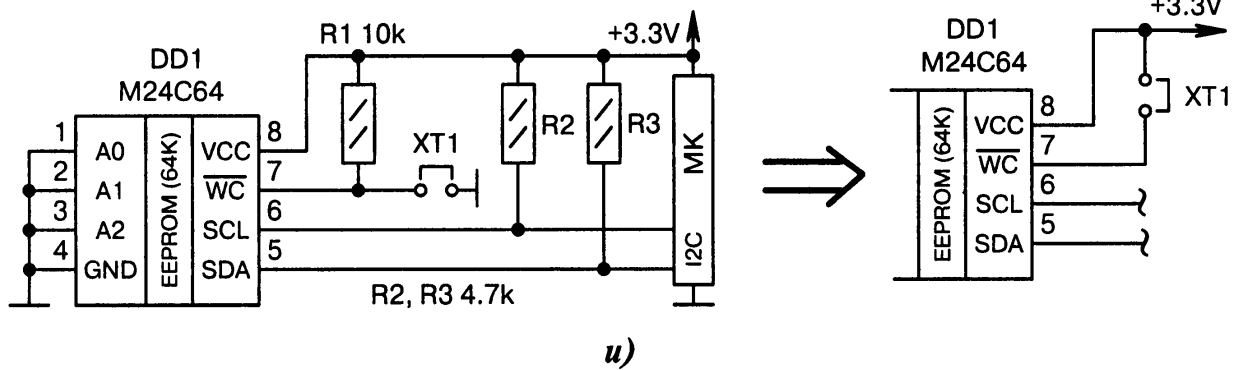 R1 10k
+3.3V
DD1
M24C64
1 A0
2 A1
3 A2
4 GND
EEPROM (64K)
VCC 8
WC 7
SCL 6
SDA 5
XT1
R2
R3
MK
I2C
R2, R3 4.7k
+3.3V
DD1
M24C64
EEPROM (64K)
VCC 8
WC 7
SCL 6
SDA 5
XT1
и)